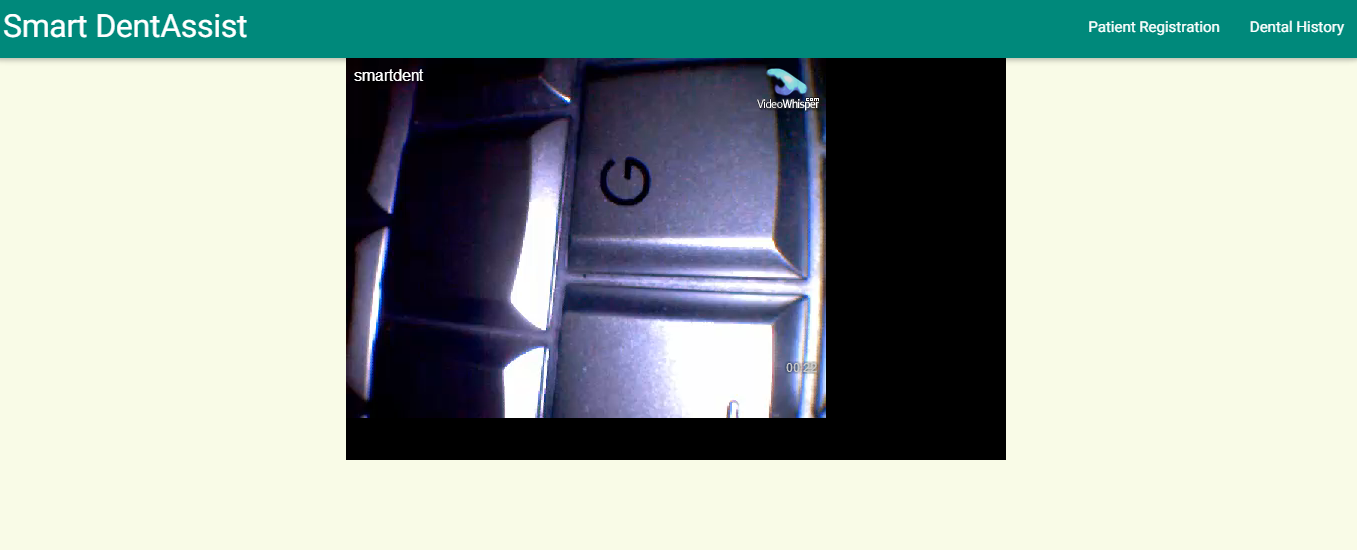 Smart DentAssist
Patient Registration
Dental History
smartdent
VideoWhisper
com
G
00:22